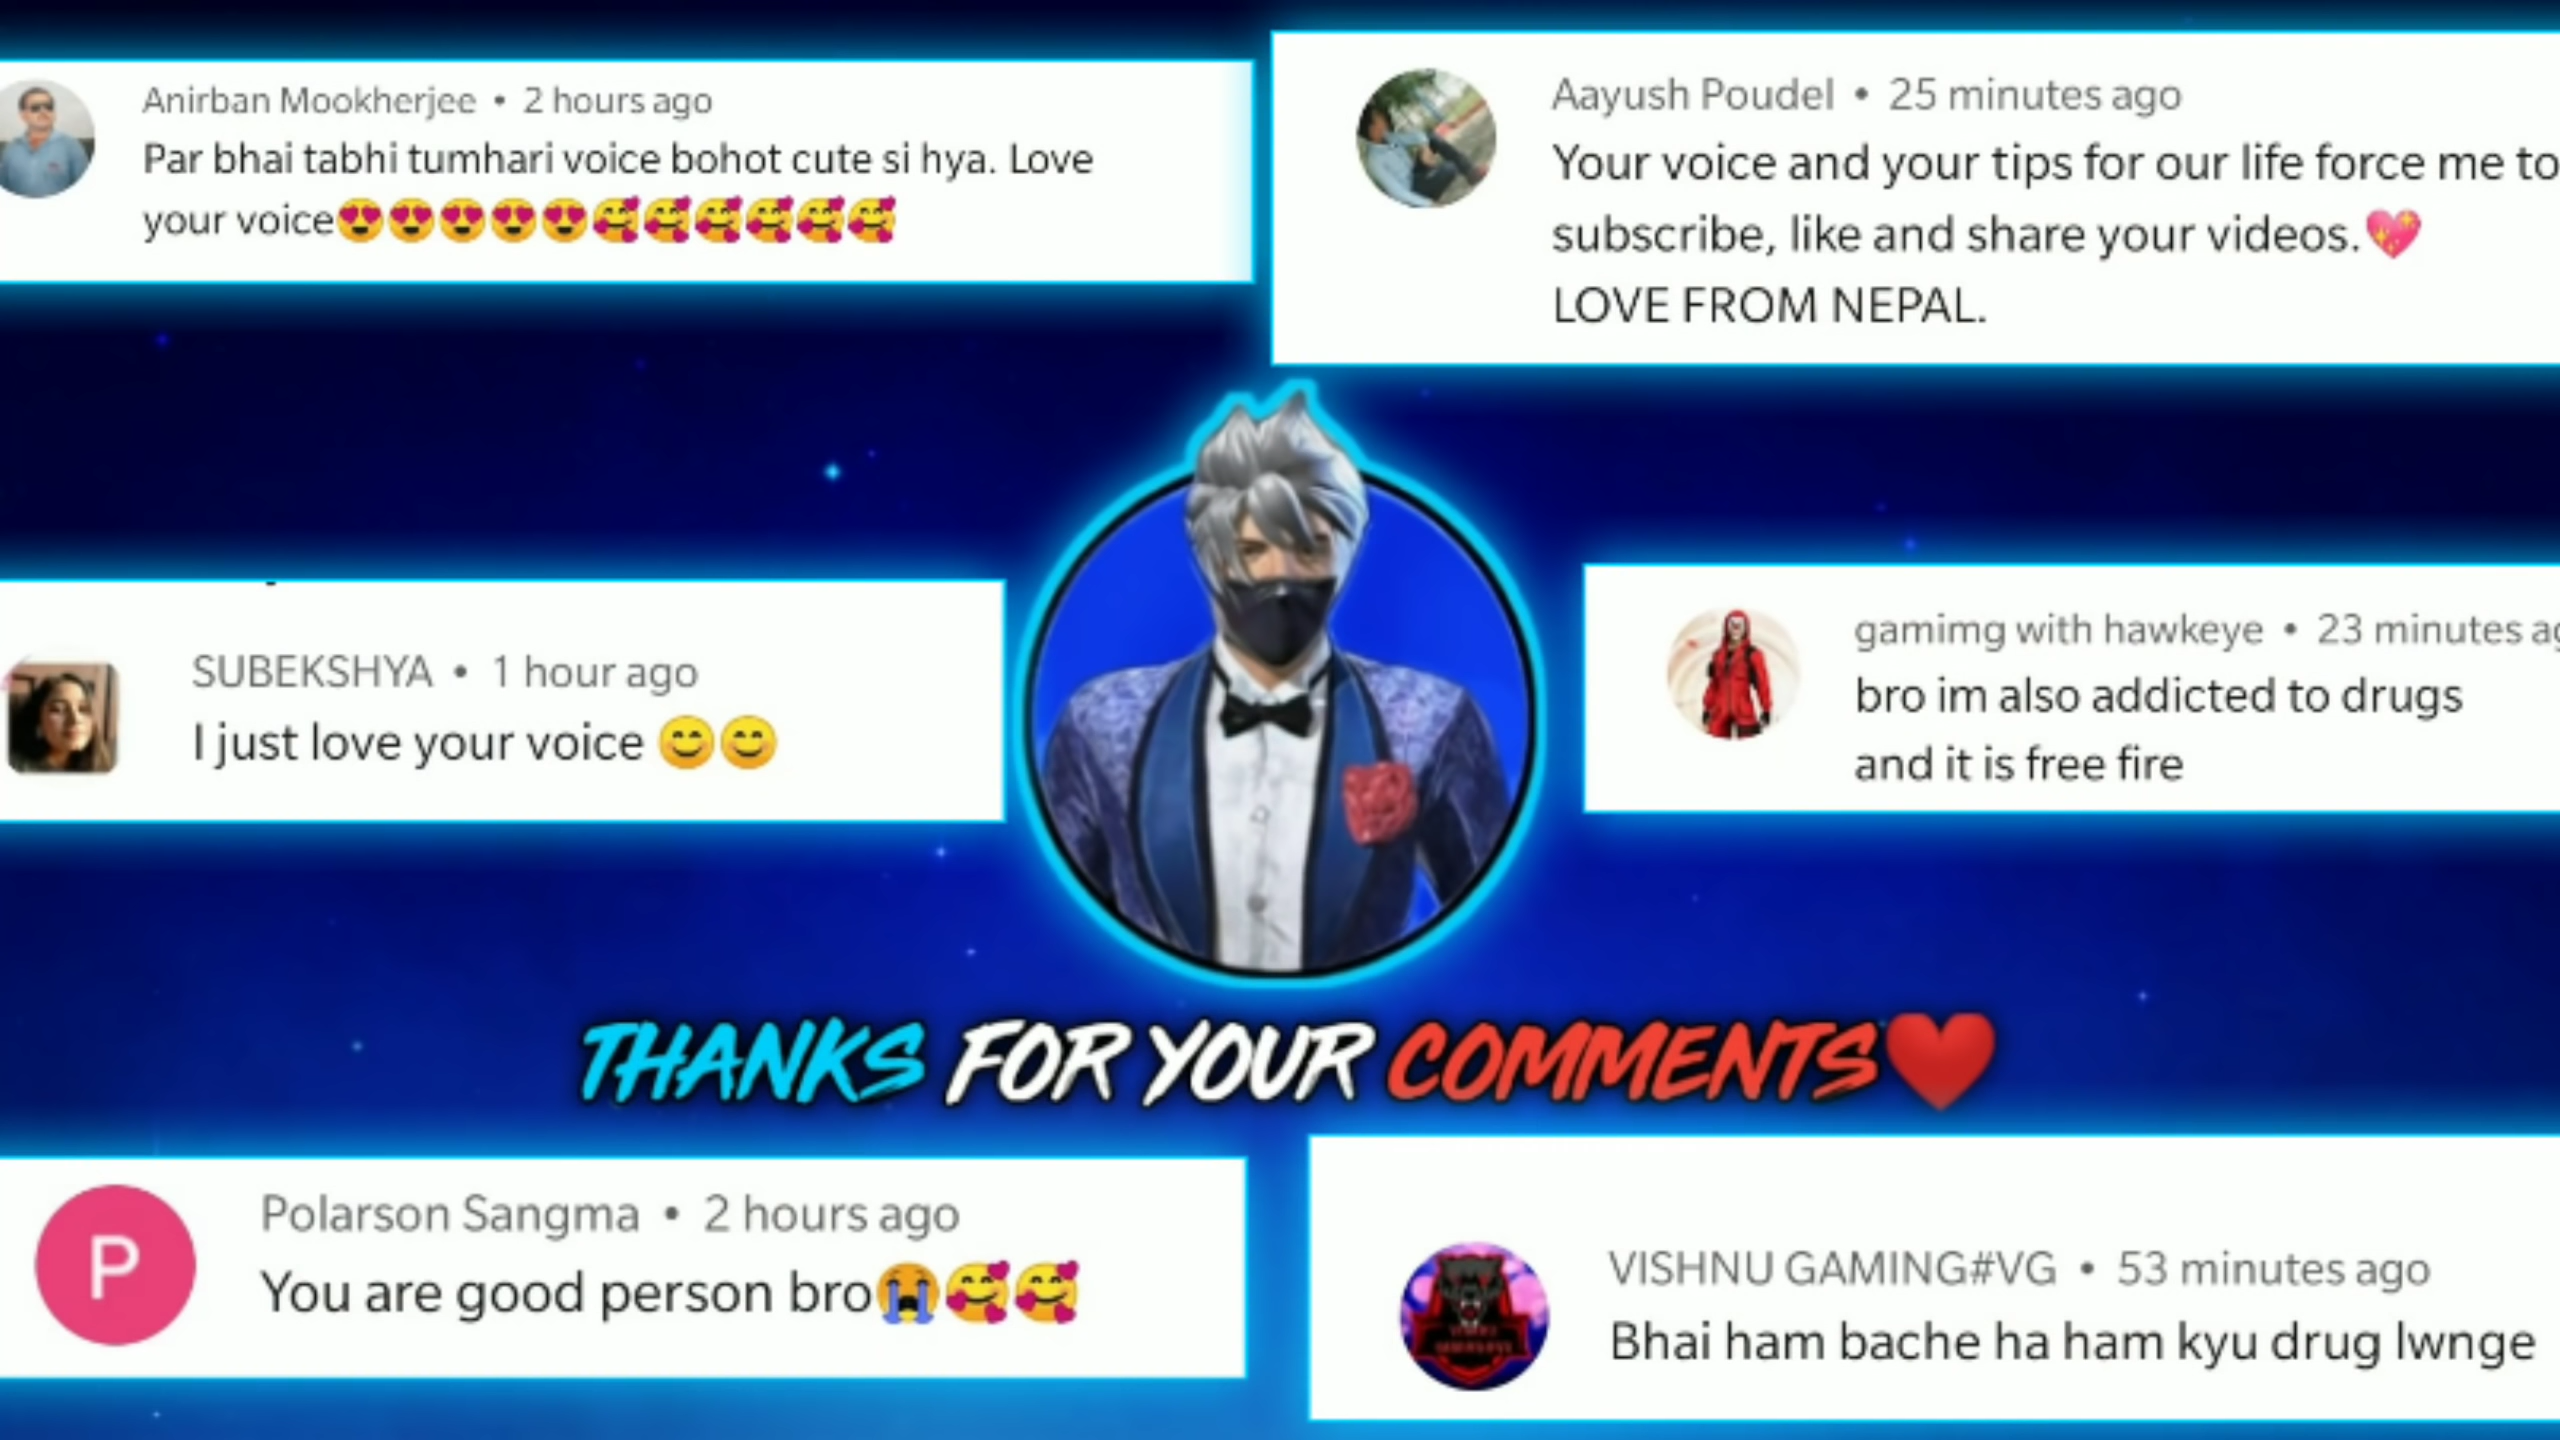 Anirban Mookherjee • 2 hours ago
Par bhai tabhi tumhari voice bohot cute si hya. Love
your voice😍😍😍😍😍🥰🥰🥰🥰🥰🥰
Aayush Poudel • 25 minutes ago
Your voice and your tips for our life force me to
subscribe, like and share your videos.💖
LOVE FROM NEPAL.
SUBEKSHYA • 1 hour ago
I just love your voice 😊😊
gamimg with hawkeye • 23 minutes
bro im also addicted to drugs
and it is free fire
THANKS FOR YOUR COMMENTS❤
P
Polarson Sangma • 2 hours ago
You are good person bro😭🥰🥰
VISHNU GAMING#VG • 53 minutes ago
Bhai ham bache ha ham kyu drug lwnge